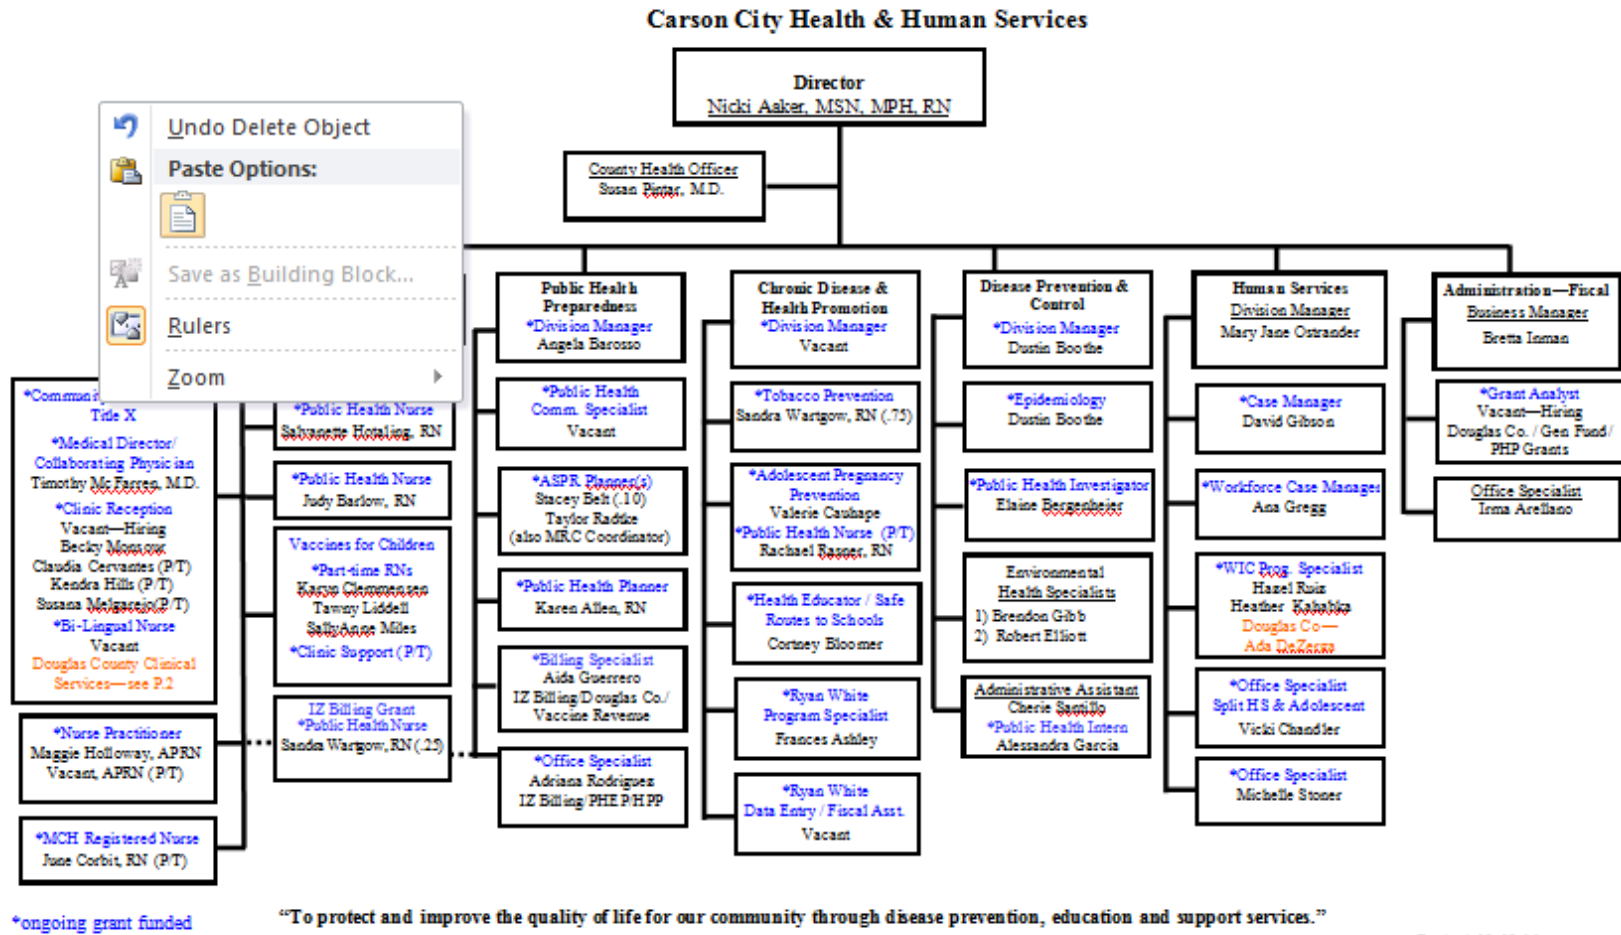 Carson City Health & Human Services
Director
Nicki Aaker, MSN, MPH, RN
County Health Officer
Susan Pintar, M.D.
Undo Delete Object
Paste Options:
Save as Building Block...
Rulers
Zoom
*Commun
Title X
*Medical Director/
Collaborating Physician
Timothy Mc Farren, M.D.
*Clinic Reception
Vacant—Hiring
Becky Monsour
Claudia Cervantes (P/T)
Kendra Hills (P/T)
Susana Melgarejo(P/T)
*Bi-Lingual Nurse
Vacant
Douglas County Clinical
Services—see P.2
*Nurse Practitioner
Maggie Holloway, APRN
Vacant, APRN (P/T)
*MCH Registered Nurse
June Corbit, RN (P/T)
*Public Health Nurse
Salvanette Hotaling, RN
*Public Health Nurse
Judy Barlow, RN
Vaccines for Children
*Part-time RNs
Karyn Clemmensen
Tawny Liddell
SallyAnne Miles
*Clinic Support (P/T)
IZ Billing Grant
*Public Health Nurse
Sandra Wartgow, RN (.25)
Public Health
Preparedness
*Division Manager
Angela Barosso
*Public Health
Comm. Specialist
Vacant
*ASPR Planner(s)
Stacey Belt (.10)
Taylor Radtke
(also MRC Coordinator)
*Public Health Planner
Karen Allen, RN
*Billing Specialist
Aida Guerrero
IZ Billing/Douglas Co./
Vaccine Revenue
*Office Specialist
Adriana Rodriguez
IZ Billing/PHEP/HPP
Chronic Disease &
Health Promotion
*Division Manager
Vacant
*Tobacco Prevention
Sandra Wartgow, RN (.75)
*Adolescent Pregnancy
Prevention
Valerie Cauhape
*Public Health Nurse (P/T)
Rachael Rasner, RN
*Health Educator / Safe
Routes to Schools
Cortney Bloomer
*Ryan White
Program Specialist
Frances Ashley
*Ryan White
Data Entry / Fiscal Asst.
Vacant
Disease Prevention &
Control
*Division Manager
Dustin Boothe
*Epidemiology
Dustin Boothe
*Public Health Investigator
Elaine Bergenheier
Environmental
Health Specialists
1) Brendon Gibb
2) Robert Elliott
Administrative Assistant
Cherie Santillo
*Public Health Intern
Alessandra Garcia
Human Services
Division Manager
Mary Jane Ostrander
*Case Manager
David Gibson
*Workforce Case Manager
Ana Gregg
*WIC Prog. Specialist
Hazel Ruiz
Heather Kahabka
Douglas Co—
Ada DeZerga
*Office Specialist
Split HS & Adolescent
Vicki Chandler
*Office Specialist
Michelle Stoner
Administration—Fiscal
Business Manager
Bretta Inman
*Grant Analyst
Vacant—Hiring
Douglas Co. / Gen Fund /
PHP Grants
Office Specialist
Irma Arellano
*ongoing grant funded
“To protect and improve the quality of life for our community through disease prevention, education and support services.”